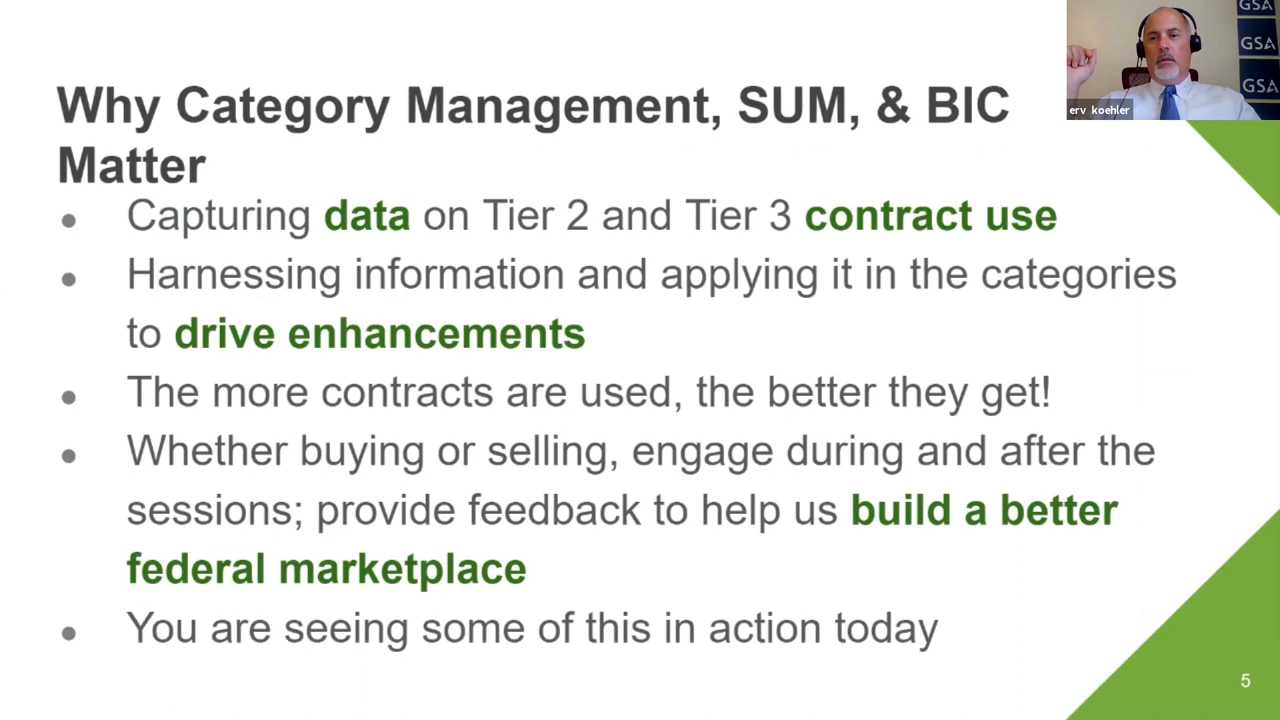 GSA
GSA
GSA
erv koehler
Why Category Management, SUM, & BIC
Matter
● Capturing data on Tier 2 and Tier 3 contract use
● Harnessing information and applying it in the categories
to drive enhancements
● The more contracts are used, the better they get!
● Whether buying or selling, engage during and after the
sessions; provide feedback to help us build a better
federal marketplace
● You are seeing some of this in action today
5